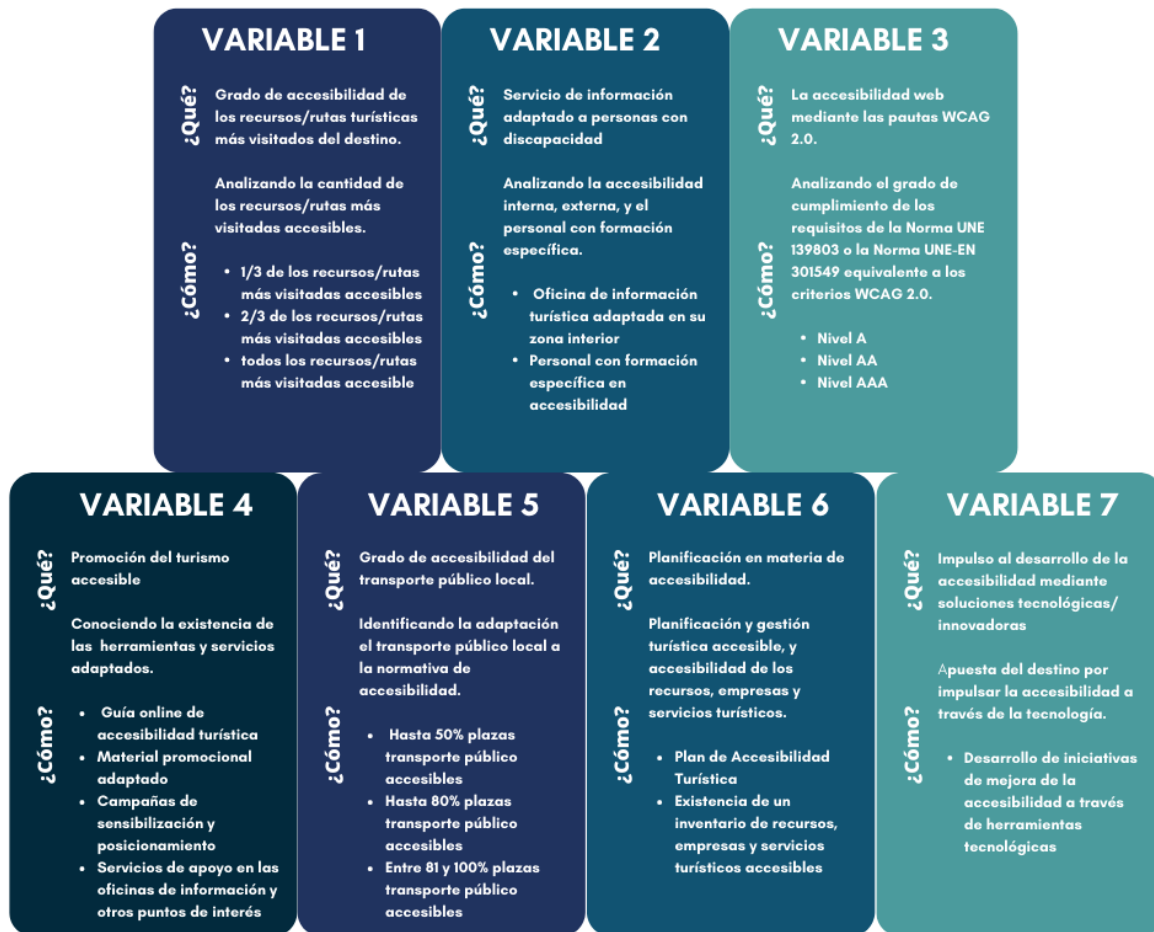 VARIABLE 1
¿Qué?
Grado de accesibilidad de
los recursos/rutas turísticas
más visitados del destino.
¿Cómo?
Analizando la cantidad de
los recursos/rutas más
visitadas accesibles.
• 1/3 de los recursos/rutas
más visitadas accesibles
• 2/3 de los recursos/rutas
más visitadas accesibles
• todos los recursos/rutas
más visitadas accesible
VARIABLE 2
¿Qué?
Servicio de información
adaptado a personas con
discapacidad
¿Cómo?
Analizando la accesibilidad
interna, externa, y el
personal con formación
específica.
• Oficina de información
turística adaptada en su
zona interior
• Personal con formación
específica en
accesibilidad
VARIABLE 3
¿Qué?
La accesibilidad web
mediante las pautas WCAG
2.0.
¿Cómo?
Analizando el grado de
cumplimiento de los
requisitos de la Norma UNE
139803 o la Norma UNE-EN
301549 equivalente a los
criterios WCAG 2.0.
• Nivel A
• Nivel AA
• Nivel AAA
VARIABLE 4
¿Qué?
Promoción del turismo
accesible
¿Cómo?
Conociendo la existencia de
las herramientas y servicios
adaptados.
• Guía online de
accesibilidad turística
• Material promocional
adaptado
• Campañas de
sensibilización y
posicionamiento
• Servicios de apoyo en las
oficinas de información y
otros puntos de interés
VARIABLE 5
¿Qué?
Grado de accesibilidad del
transporte público local.
¿Cómo?
Identificando la adaptación
el transporte público local a
la normativa de
accesibilidad.
• Hasta 50% plazas
transporte público
accesibles
• Hasta 80% plazas
transporte público
accesibles
• Entre 81 y 100% plazas
transporte público
accesibles
VARIABLE 6
¿Qué?
Planificación en materia de
accesibilidad.
¿Cómo?
Planificación y gestión
turística accesible, y
accesibilidad de los
recursos, empresas y
servicios turísticos.
• Plan de Accesibilidad
Turística
• Existencia de un
inventario de recursos,
empresas y servicios
turísticos accesibles
VARIABLE 7
¿Qué?
Impulso al desarrollo de la
accesibilidad mediante
soluciones tecnológicas/
innovadoras
¿Cómo?
Apuesta del destino por
impulsar la accesibilidad a
través de la tecnología.
• Desarrollo de iniciativas
de mejora de la
accesibilidad a través
de herramientas
tecnológicas